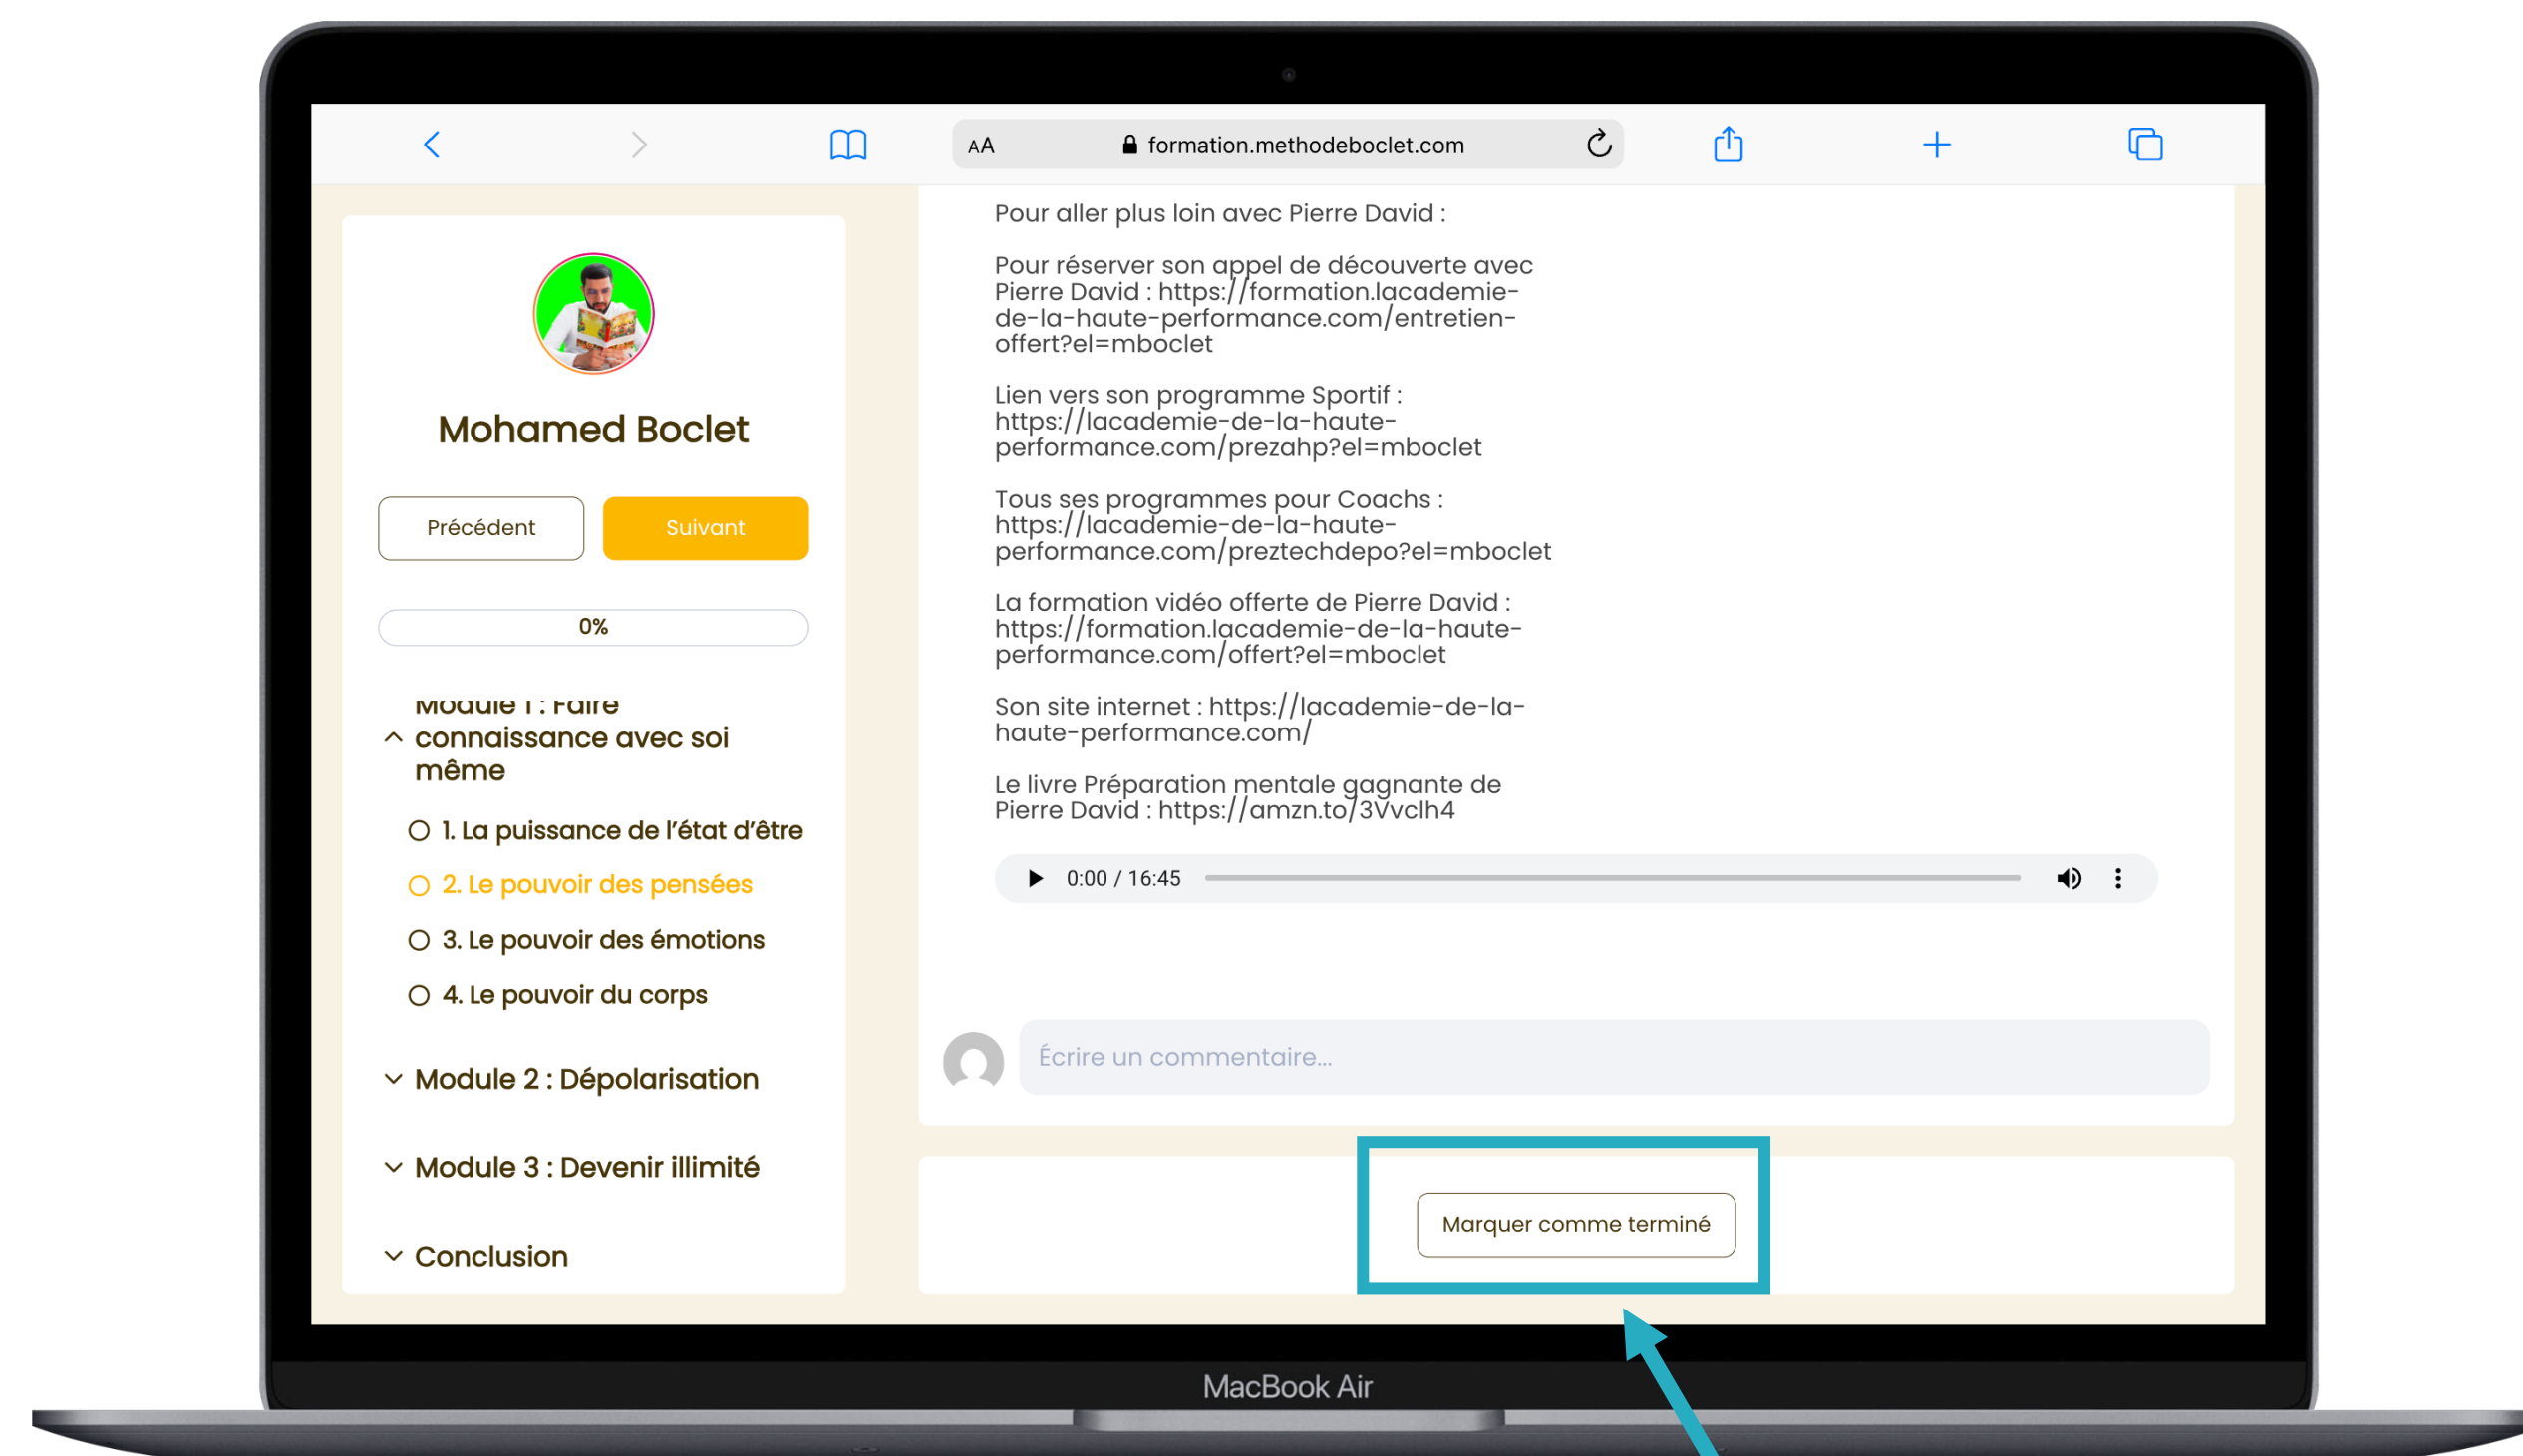 AA
formation.methodeboclet.com
Mohamed Boclet
Précédent
Suivant
0%
Module 1 : Faire
connaissance avec soi
même
1. La puissance de l'état d'être
2. Le pouvoir des pensées
3. Le pouvoir des émotions
4. Le pouvoir du corps
Module 2 : Dépolarisation
Module 3 : Devenir illimité
Conclusion
Pour aller plus loin avec Pierre David :
Pour réserver son appel de découverte avec
Pierre David : https://formation.lacademie-
de-la-haute-performance.com/entretien-
offert?el=mboclet
Lien vers son programme Sportif :
https://lacademie-de-la-haute-
performance.com/prezahp?el=mboclet
Tous ses programmes pour Coachs :
https://lacademie-de-la-haute-
performance.com/preztechdepo?el=mboclet
La formation vidéo offerte de Pierre David :
https://formation.lacademie-de-la-haute-
performance.com/offert?el=mboclet
Son site internet : https://lacademie-de-la-
haute-performance.com/
Le livre Préparation mentale gagnante de
Pierre David : https://amzn.to/3Vvclh4
0:00 / 16:45
Écrire un commentaire...
Marquer comme terminé
MacBook Air